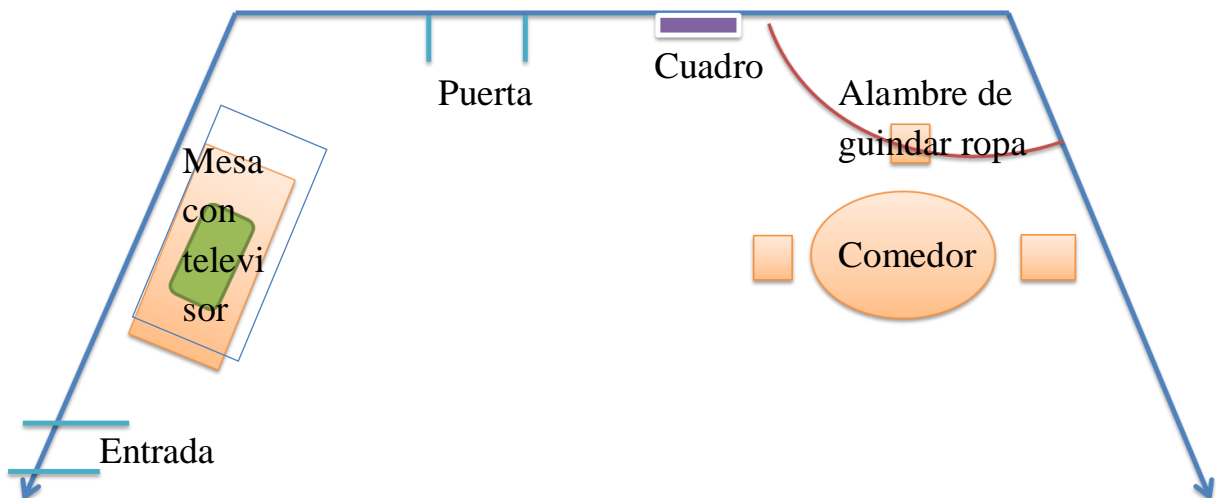 Puerta
Cuadro
Alambre de
guindar ropa
Mesa
con
televi
sor
Comedor
Entrada